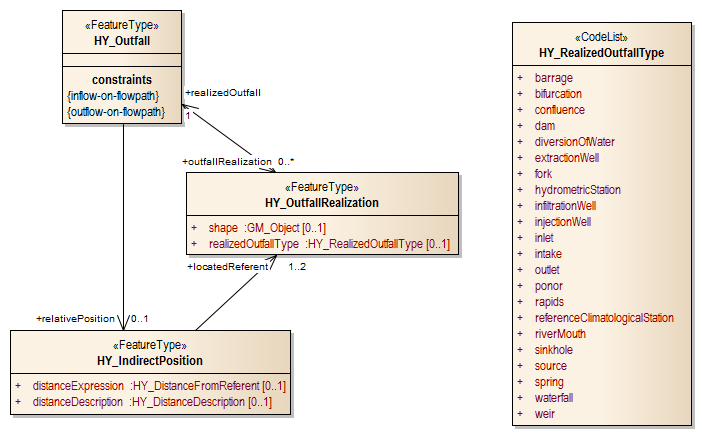 «FeatureType»
HY_Outfall
constraints
{inflow-on-flowpath}
{outflow-on-flowpath}
+realizedOutfall
1
+outfallRealization 0..*
«FeatureType»
HY_OutfallRealization
+ shape :GM_Object [0..1]
+ realizedOutfallType :HY_RealizedOutfallType [0..1]
+locatedReferent 1..2
+relativePosition 0..1
«FeatureType»
HY_IndirectPosition
+ distanceExpression :HY_DistanceFromReferent [0..1]
+ distanceDescription :HY_DistanceDescription [0..1]
«CodeList»
HY_RealizedOutfallType
+ barrage
+ bifurcation
+ confluence
+ dam
+ diversionOfWater
+ extractionWell
+ fork
+ hydrometricStation
+ infiltrationWell
+ injectionWell
+ inlet
+ intake
+ outlet
+ ponor
+ rapids
+ referenceClimatologicalStation
+ riverMouth
+ sinkhole
+ source
+ spring
+ waterfall
+ weir